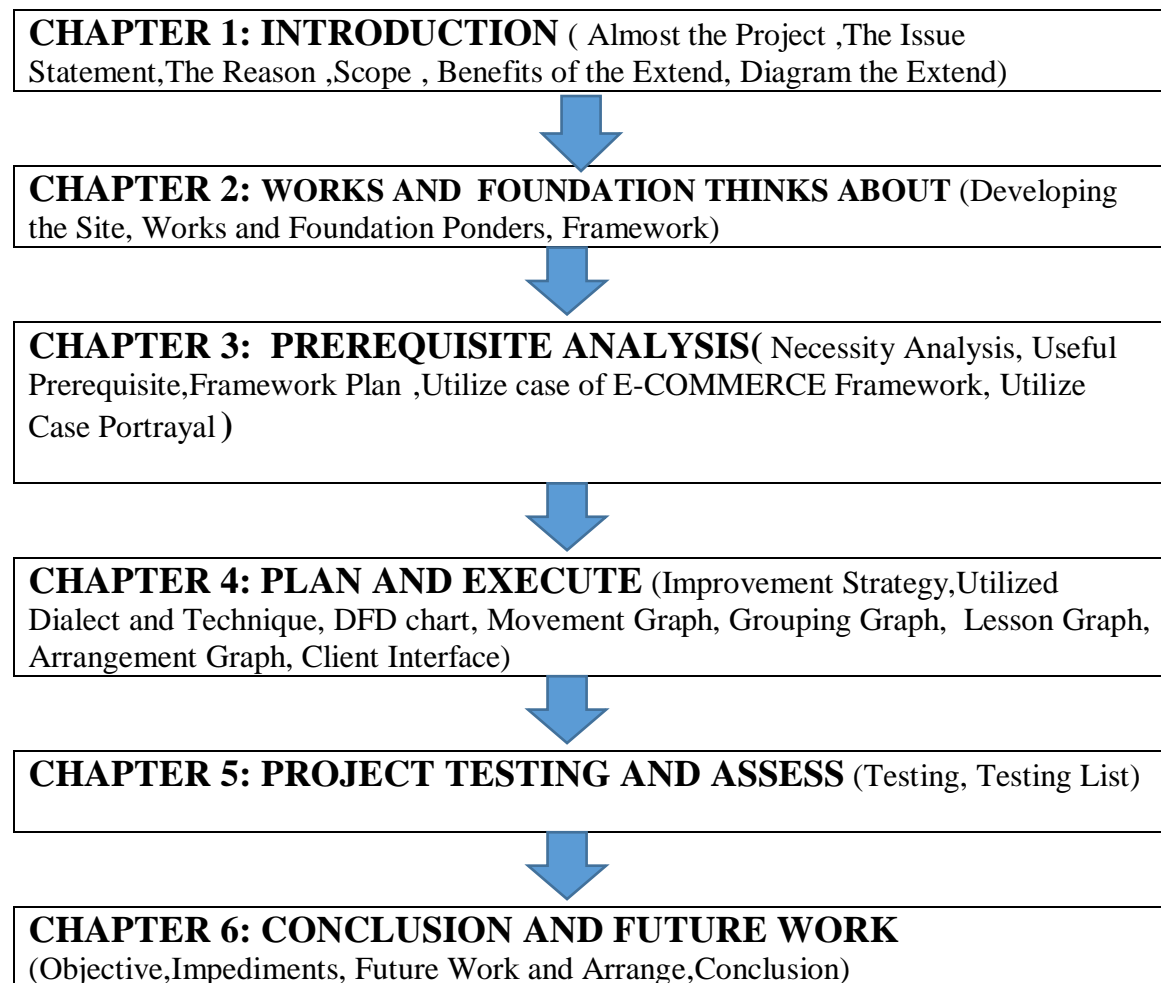 CHAPTER 1: INTRODUCTION ( Almost the Project ,The Issue
Statement,The Reason ,Scope , Benefits of the Extend, Diagram the Extend)
CHAPTER 2: WORKS AND FOUNDATION THINKS ABOUT (Developing
the Site, Works and Foundation Ponders, Framework)
CHAPTER 3: PREREQUISITE ANALYSIS( Necessity Analysis, Useful
Prerequisite,Framework Plan ,Utilize case of E-COMMERCE Framework, Utilize
Case Portrayal )
CHAPTER 4: PLAN AND EXECUTE (Improvement Strategy,Utilized
Dialect and Technique, DFD chart, Movement Graph, Grouping Graph, Lesson Graph,
Arrangement Graph, Client Interface)
CHAPTER 5: PROJECT TESTING AND ASSESS (Testing, Testing List)
CHAPTER 6: CONCLUSION AND FUTURE WORK
(Objective,Impediments, Future Work and Arrange,Conclusion)